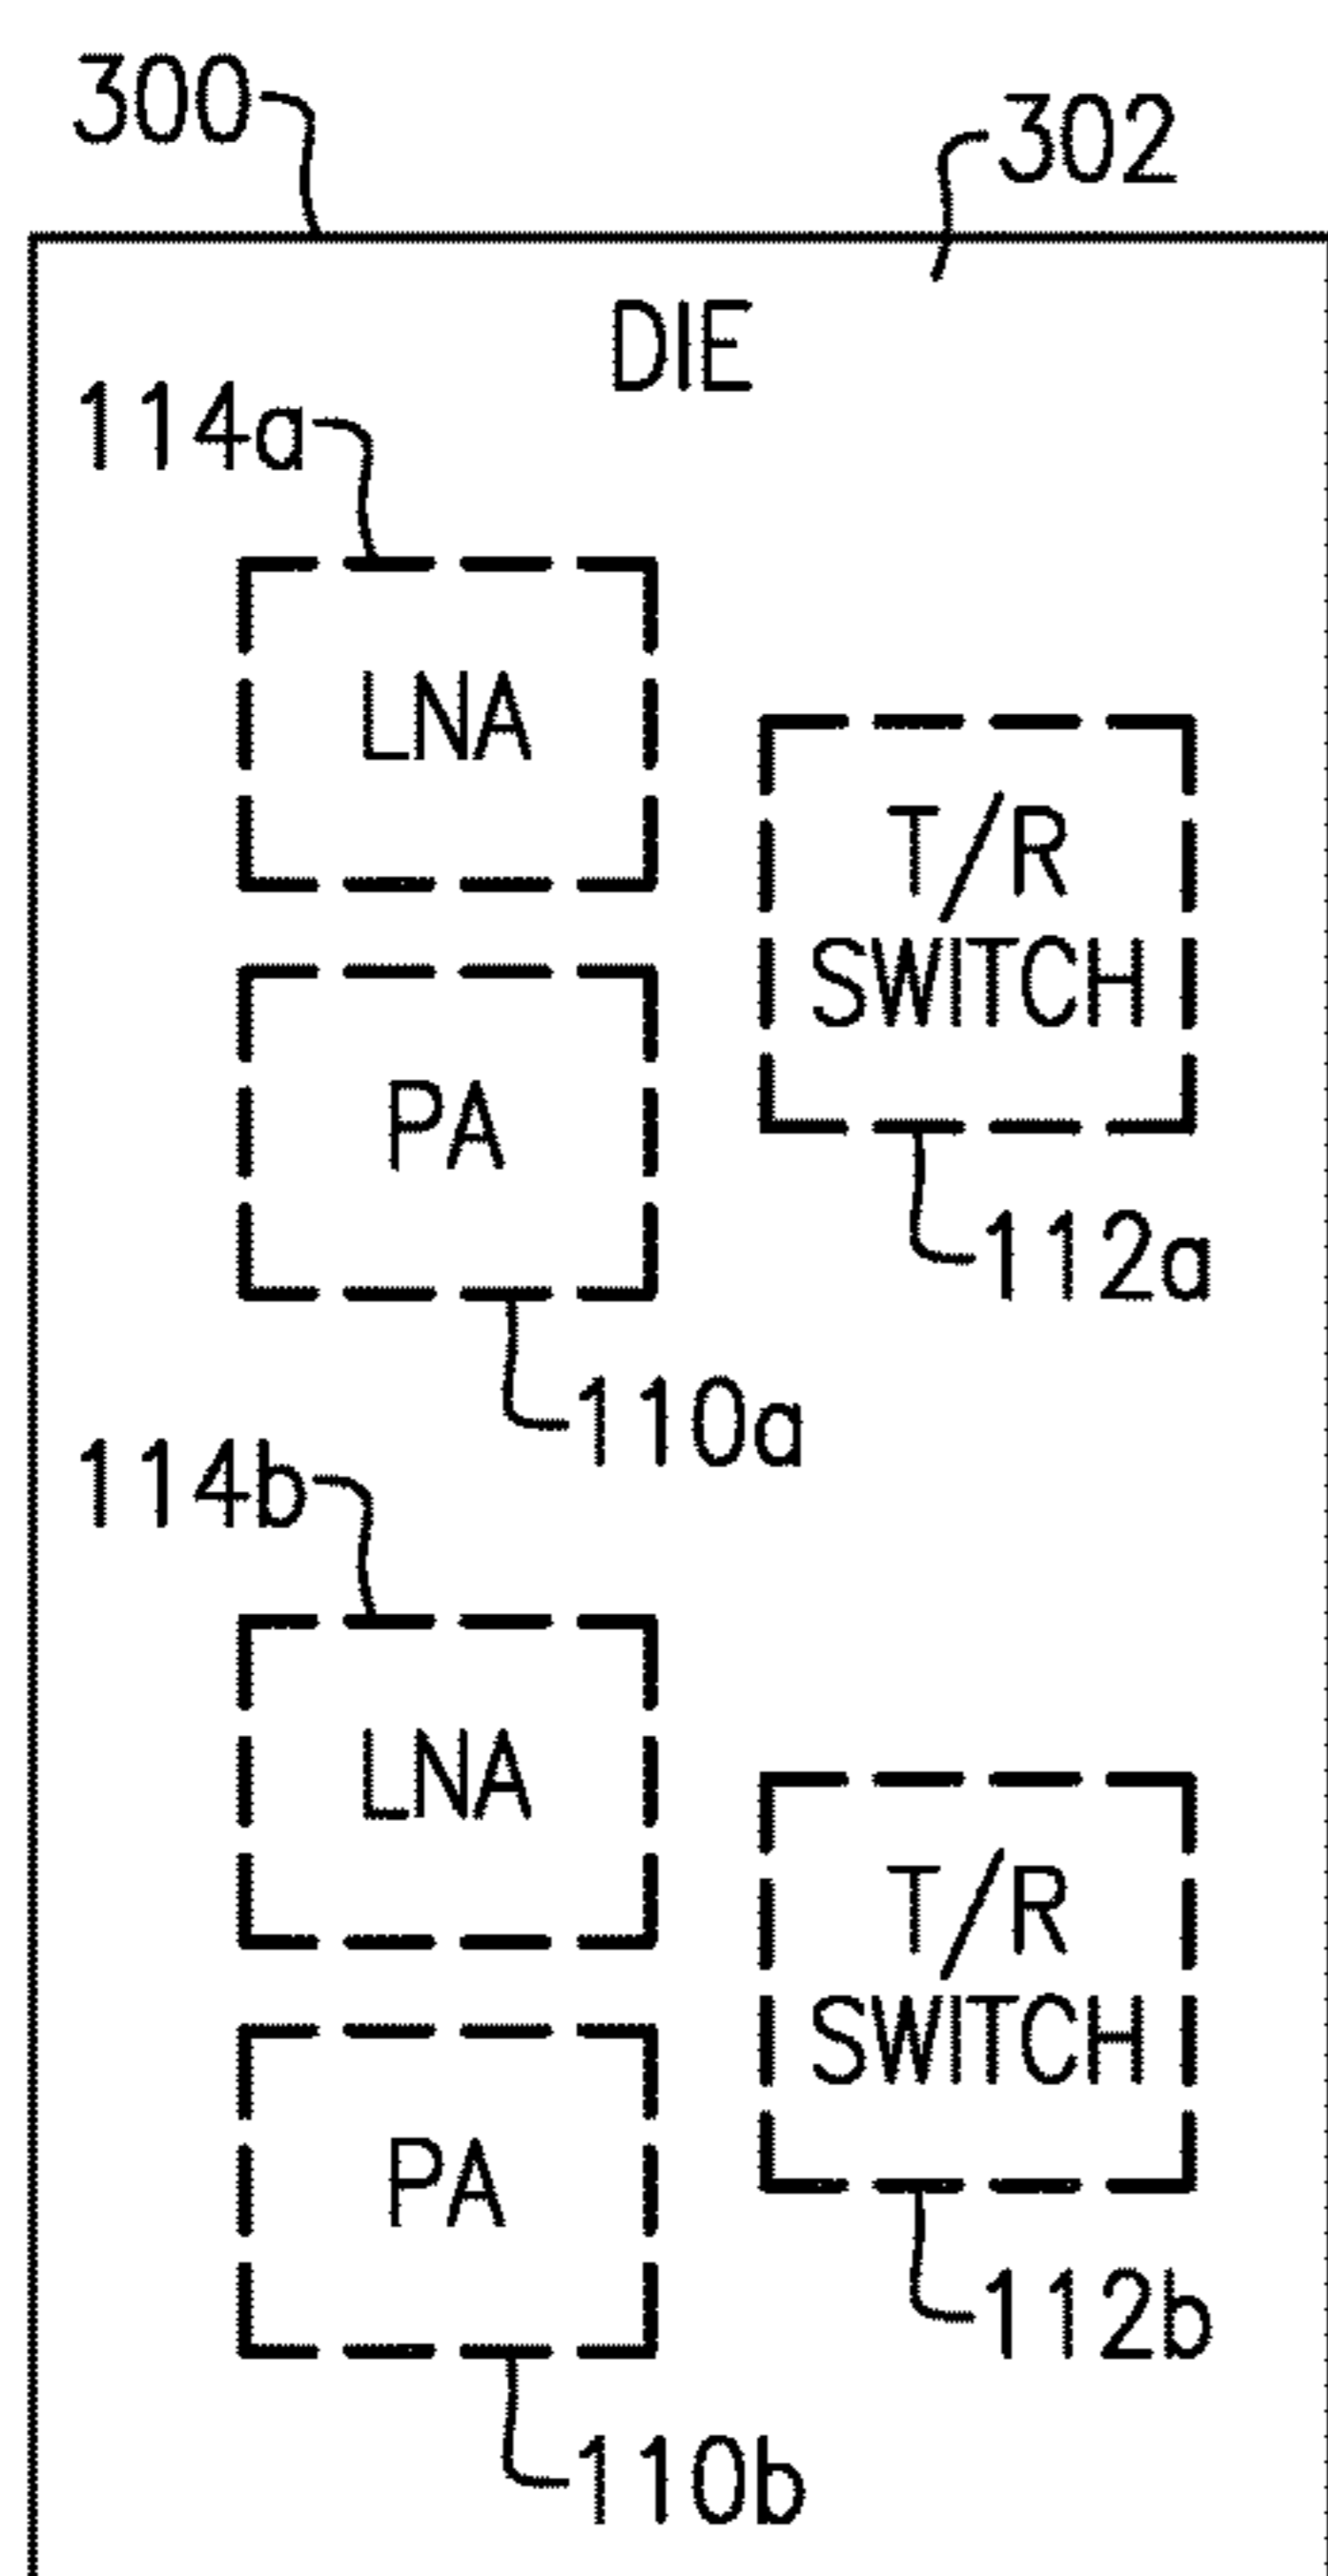 300
302
DIE
114a
LNA
T/R
SWITCH
PA
112a
110a
114b
LNA
T/R
SWITCH
PA
112b
110b